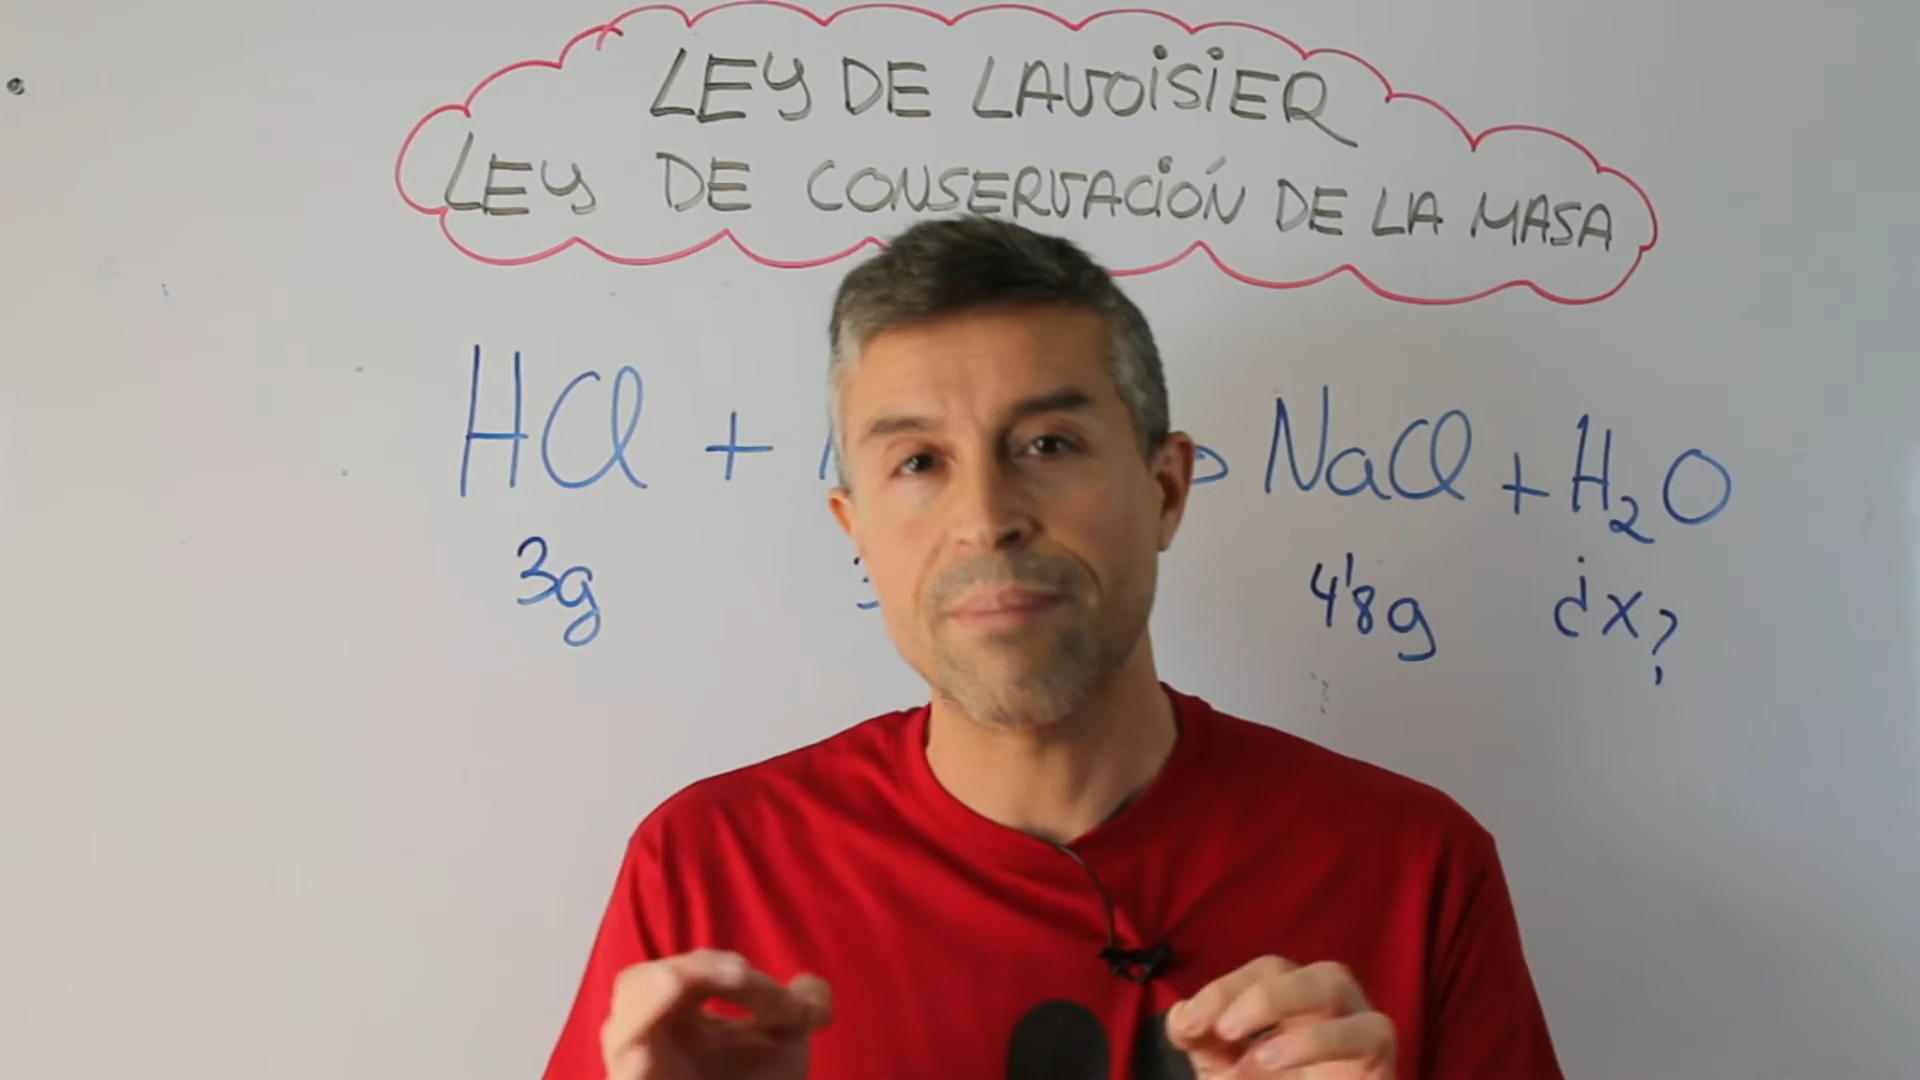 LEY DE LAVOISIER
LEY DE CONSERVACIÓN DE LA MASA
HCl + NaCl + H₂O
3g 4'8g ¿x?